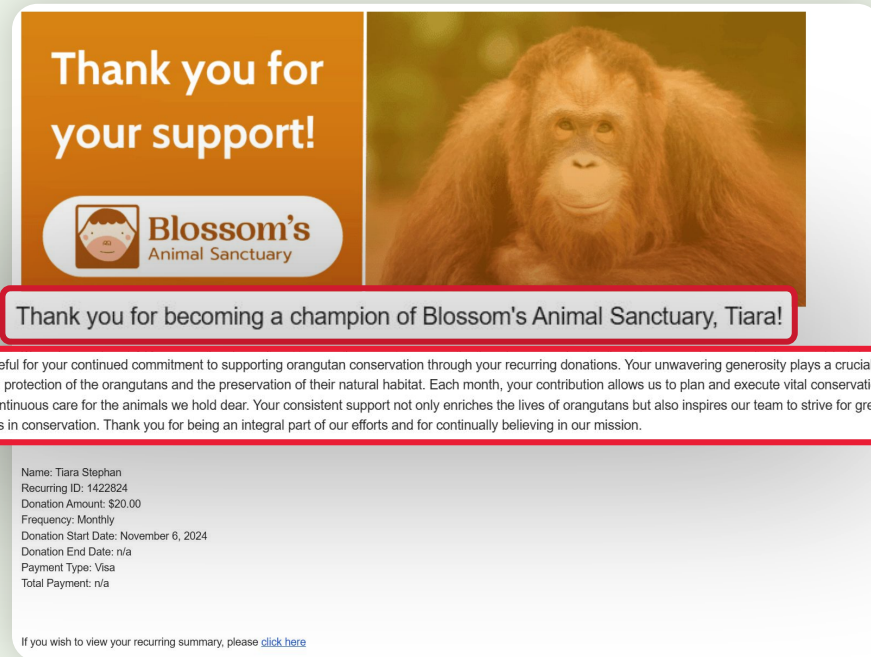 Thank you for
your support!
Blossom's
Animal Sanctuary
Thank you for becoming a champion of Blossom's Animal Sanctuary, Tiara!
eful for your continued commitment to supporting orangutan conservation through your recurring donations. Your unwavering generosity plays a crucia
protection of the orangutans and the preservation of their natural habitat. Each month, your contribution allows us to plan and execute vital conservati
ntinuous care for the animals we hold dear. Your consistent support not only enriches the lives of orangutans but also inspires our team to strive for gre
s in conservation. Thank you for being an integral part of our efforts and for continually believing in our mission.
Name: Tiara Stephan
Recurring ID: 1422824
Donation Amount: $20.00
Frequency: Monthly
Donation Start Date: November 6, 2024
Donation End Date: n/a
Payment Type: Visa
Total Payment: n/a
If you wish to view your recurring summary, please click here